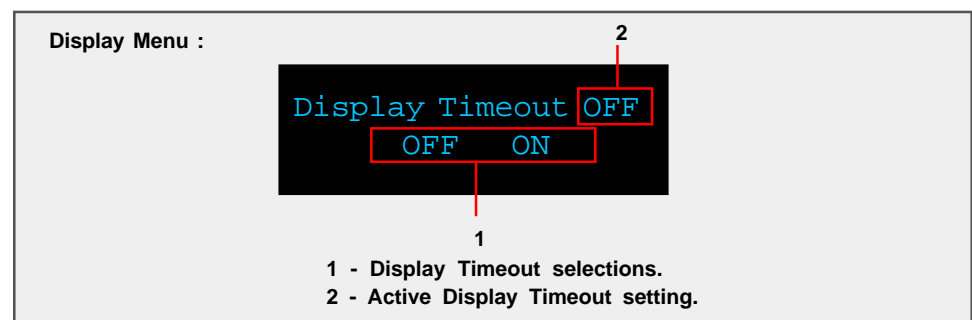 Display Menu :
2
Display Timeout OFF
OFF ON
1
1 - Display Timeout selections.
2 - Active Display Timeout setting.